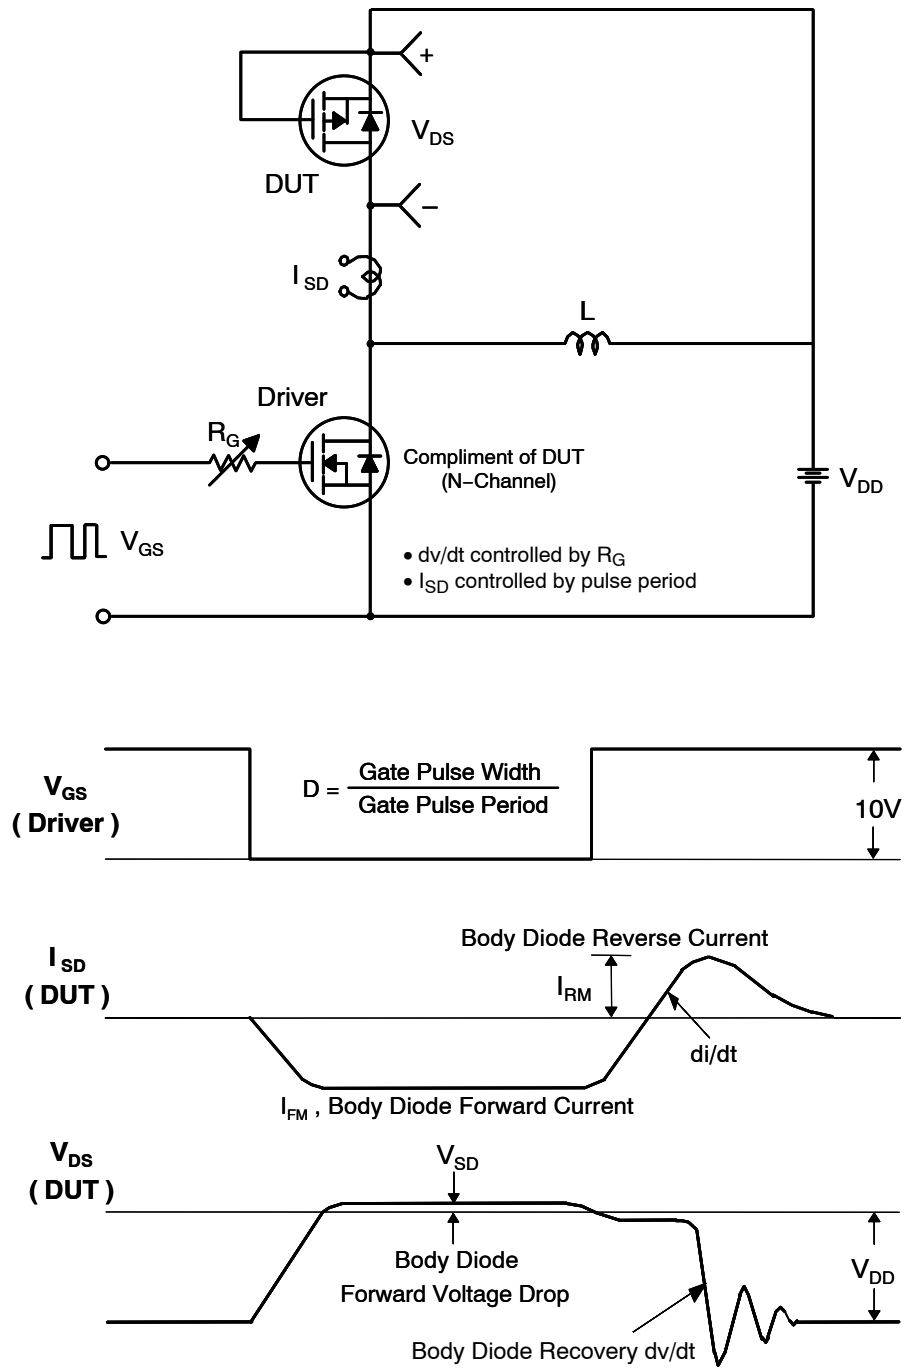 +
V_DS
DUT
−
I_SD
L
Driver
R_G
Compliment of DUT
(N−Channel)
V_DD
V_GS
• dv/dt controlled by R_G
• I_SD controlled by pulse period
V_GS
( Driver )
D = Gate Pulse Width
Gate Pulse Period
10V
Body Diode Reverse Current
I_SD
( DUT )
I_RM
di/dt
I_FM , Body Diode Forward Current
V_DS
( DUT )
V_SD
Body Diode
Forward Voltage Drop
V_DD
Body Diode Recovery dv/dt